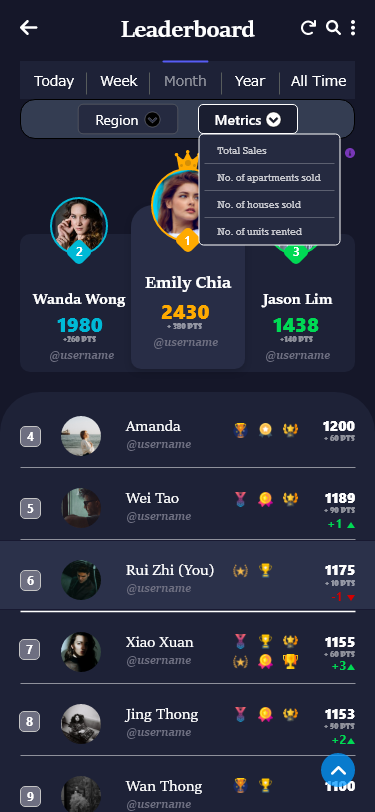 Leaderboard
Today Week Month Year All Time
Region Metrics
Total Sales
No. of apartments sold
No. of houses sold
No. of units rented
2
Wanda Wong
1980
+260 PTS
@username
1
Emily Chia
2430
+ 280 PTS
@username
3
Jason Lim
1438
+140 PTS
@username
4 Amanda 1200
@username + 60 PTS
5 Wei Tao 1189
@username + 90 PTS
+1
6 Rui Zhi (You) 1175
@username + 10 PTS
-1
7 Xiao Xuan 1155
@username + 60 PTS
+3
8 Jing Thong 1153
@username + 50 PTS
+2
9 Wan Thong 1100
@username